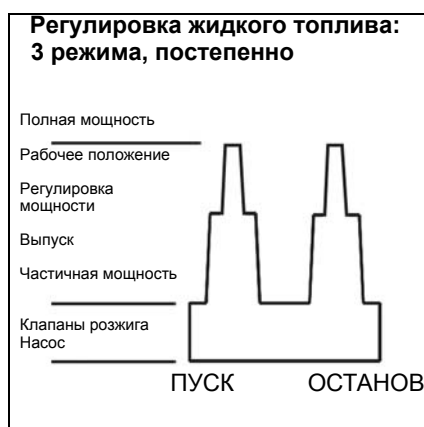 Регулировка жидкого топлива:
3 режима, постепенно
Полная мощность
Рабочее положение
Регулировка
мощности
Выпуск
Частичная мощность
Клапаны розжига
Насос
ПУСК ОСТАНОВ